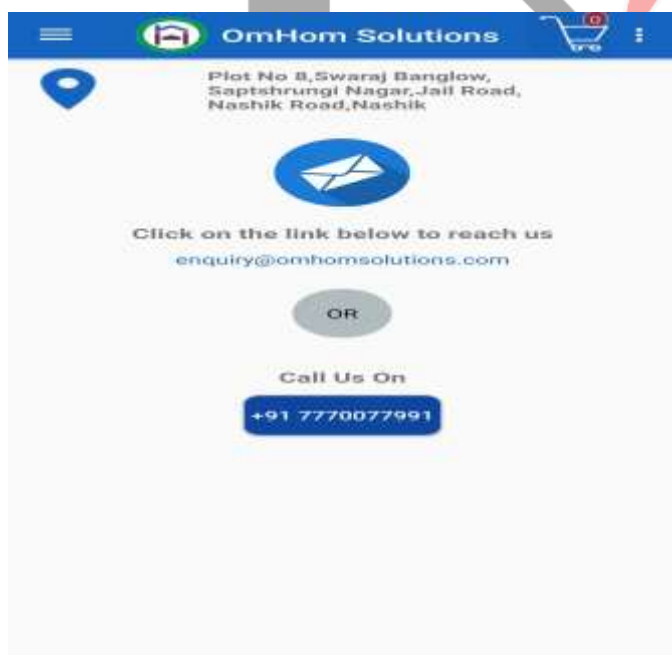 OmHom Solutions
0
Plot No 8,Swaraj Banglow,
Saptshrungi Nagar,Jail Road,
Nashik Road,Nashik
Click on the link below to reach us
enquiry@omhomsolutions.com
OR
Call Us On
+91 7770077991